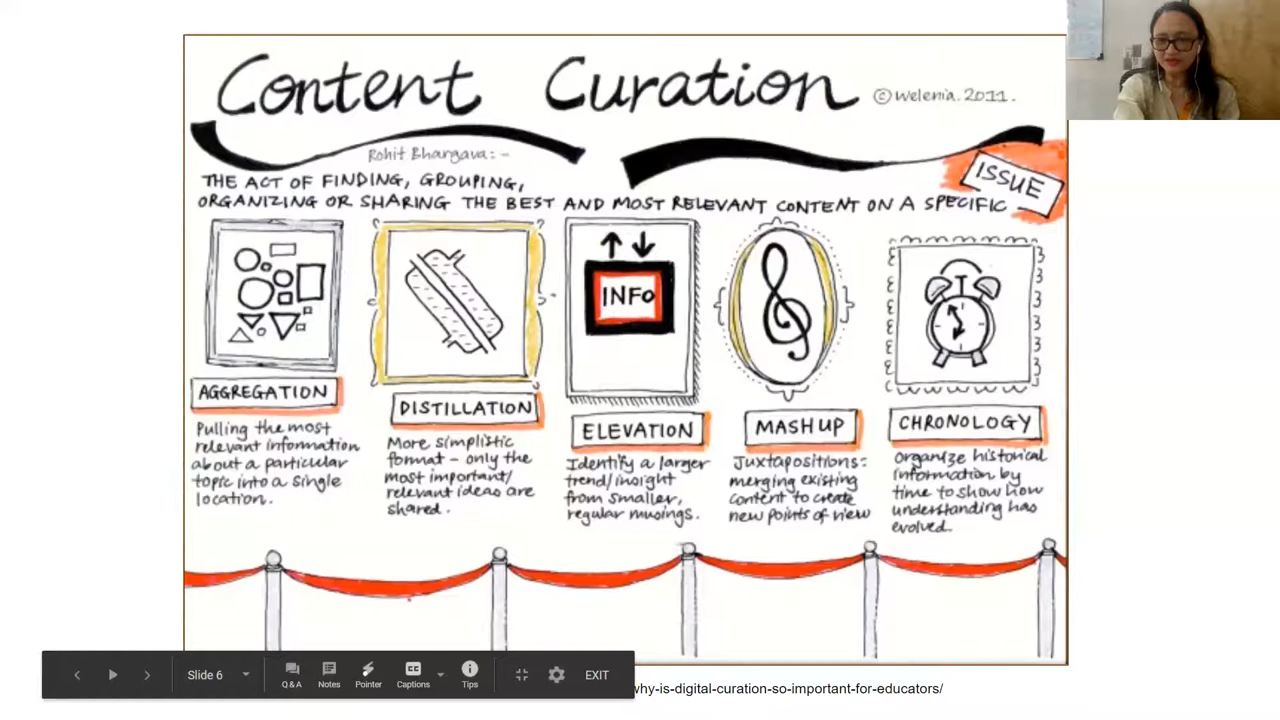 Content Curation
© Welenia. 2011.
Rohit Bhargava: -
THE ACT OF FINDING, GROUPING,
ORGANIZING OR SHARING THE BEST AND MOST RELEVANT CONTENT ON A SPECIFIC
ISSUE
INFO
AGGREGATION
Pulling the most
relevant information
about a particular
topic into a single
location.
DISTILLATION
More simplistic
format - only the
most important/
relevant ideas are
shared.
ELEVATION
Identify a larger
trend/insight
from smaller,
regular musings.
MASHUP
Juxtapositions:
merging existing
content to create
new points of view
CHRONOLOGY
Organize historical
information by
time to show how
understanding has
evolved.
Slide 6
Q & A
Notes
Pointer
CC
Captions
Tips
EXIT
why-is-digital-curation-so-important-for-educators/